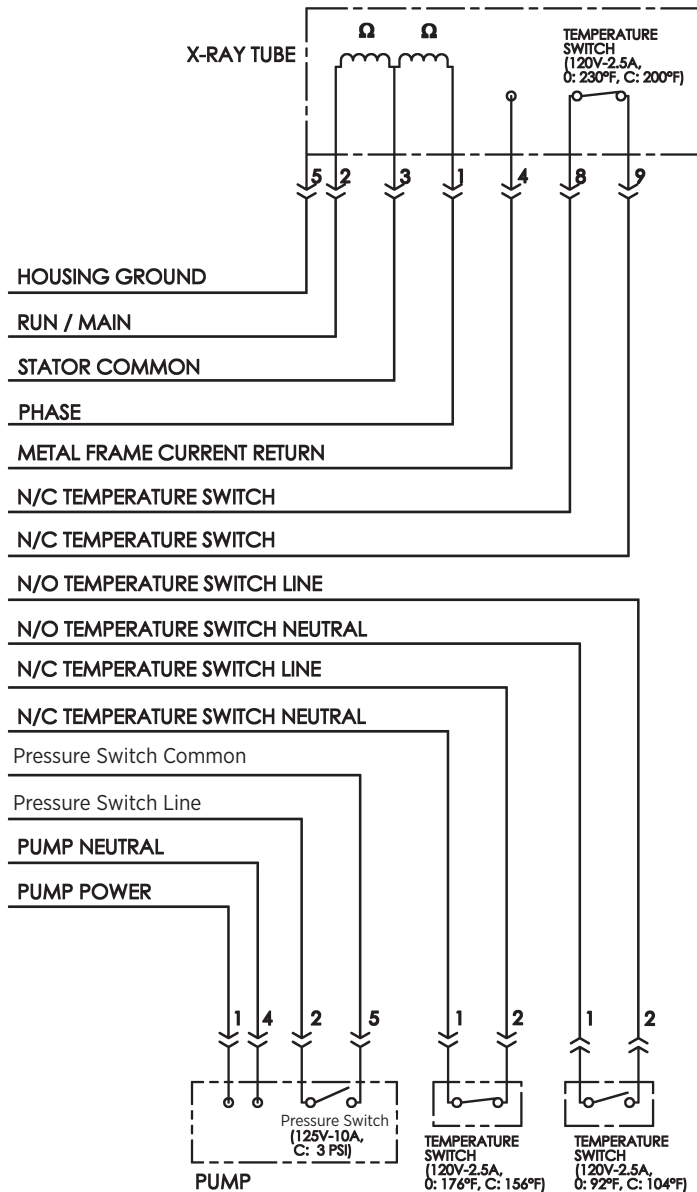 Ω Ω
X-RAY TUBE
TEMPERATURE
SWITCH
(120V-2.5A,
0: 230°F, C: 200°F)
5 2 3 1 4 8 9
HOUSING GROUND
RUN / MAIN
STATOR COMMON
PHASE
METAL FRAME CURRENT RETURN
N/C TEMPERATURE SWITCH
N/C TEMPERATURE SWITCH
N/O TEMPERATURE SWITCH LINE
N/O TEMPERATURE SWITCH NEUTRAL
N/C TEMPERATURE SWITCH LINE
N/C TEMPERATURE SWITCH NEUTRAL
Pressure Switch Common
Pressure Switch Line
PUMP NEUTRAL
PUMP POWER
1 4 2 5 1 2 1 2
Pressure Switch
(125V-10A,
C: 3 PSI)
PUMP
TEMPERATURE
SWITCH
(120V-2.5A,
0: 176°F, C: 156°F)
TEMPERATURE
SWITCH
(120V-2.5A,
0: 92°F, C: 104°F)